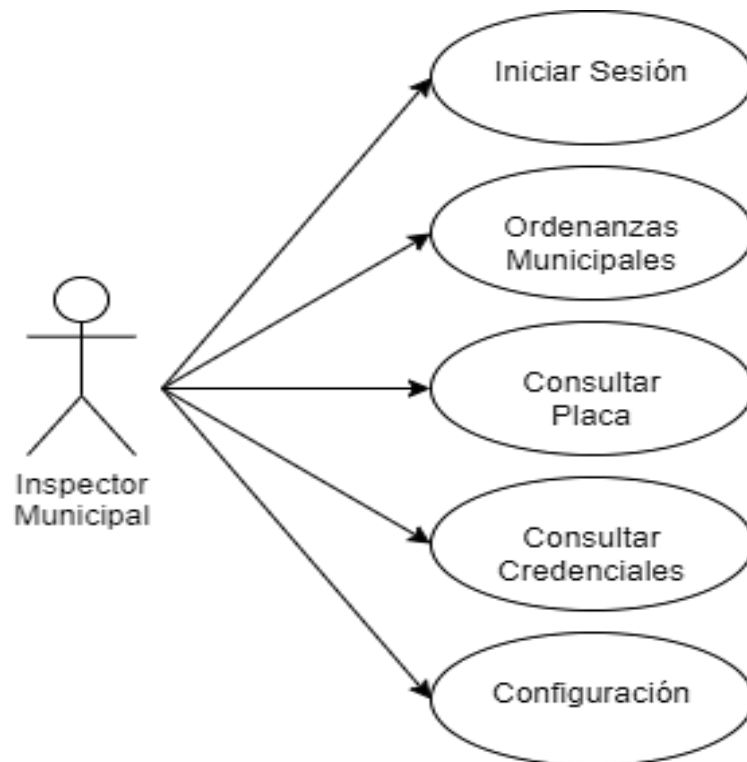 Iniciar Sesión
Ordenanzas
Municipales
Consultar
Placa
Inspector
Municipal
Consultar
Credenciales
Configuración